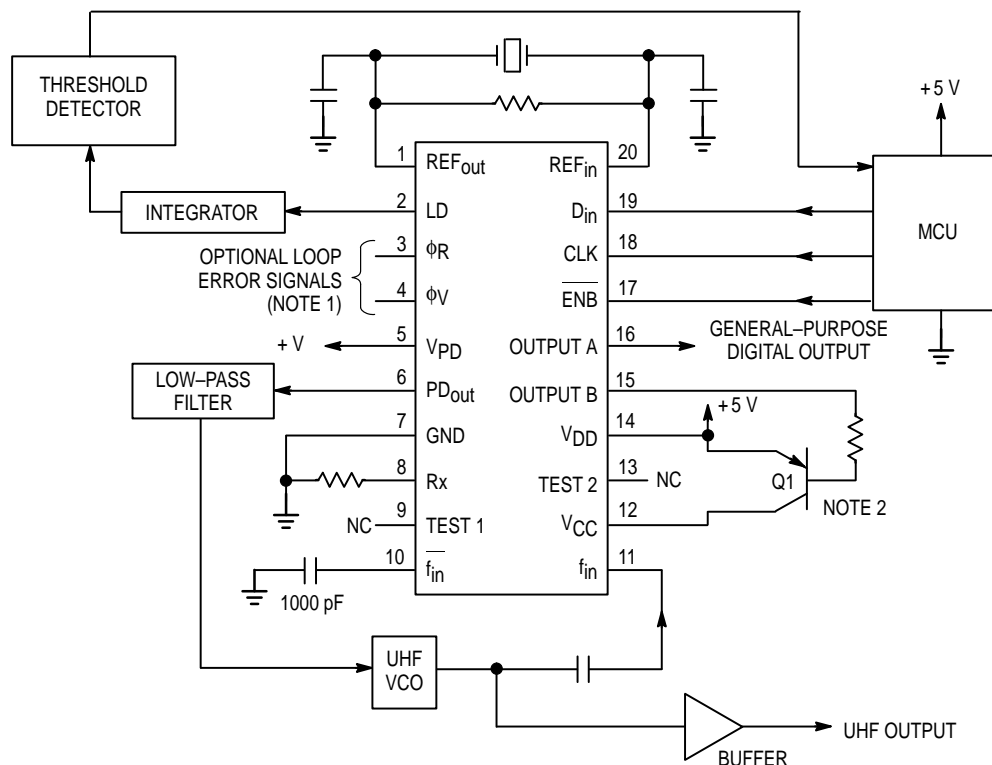 THRESHOLD
DETECTOR
INTEGRATOR
OPTIONAL LOOP
ERROR SIGNALS
(NOTE 1)
+ V
LOW–PASS
FILTER
NC
1000 pF
1 REFout
2 LD
3 ϕR
4 ϕV
5 VPD
6 PDout
7 GND
8 Rx
9 TEST 1
10 fin
REFin 20
Din 19
CLK 18
ENB 17
OUTPUT A 16
OUTPUT B 15
VDD 14
TEST 2 13
VCC 12
fin 11
+ 5 V
MCU
GENERAL–PURPOSE
DIGITAL OUTPUT
+ 5 V
NC
Q1
NOTE 2
UHF
VCO
BUFFER
UHF OUTPUT